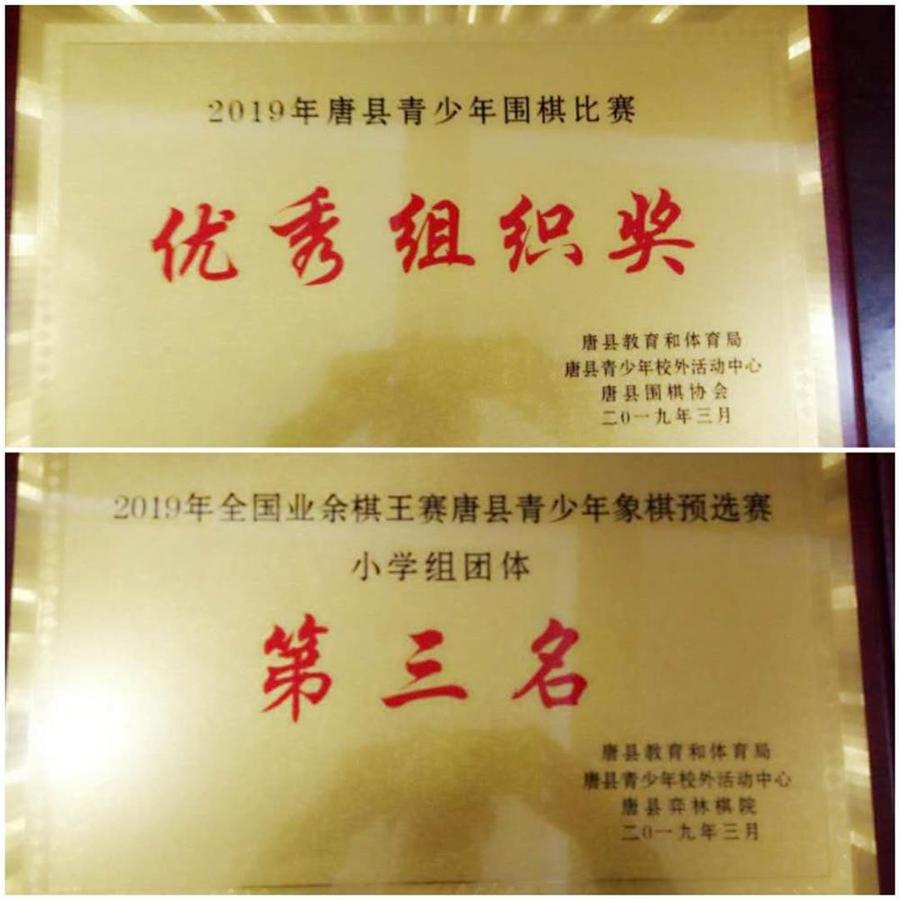 2019年唐县青少年围棋比赛
优秀组织奖
唐县教育和体育局
唐县青少年校外活动中心
唐县围棋协会
二0一九年三月
2019年全国业余棋王赛唐县青少年象棋预选赛
小学组团体
第三名
唐县教育和体育局
唐县青少年校外活动中心
唐县弈林棋院
二0一九年三月